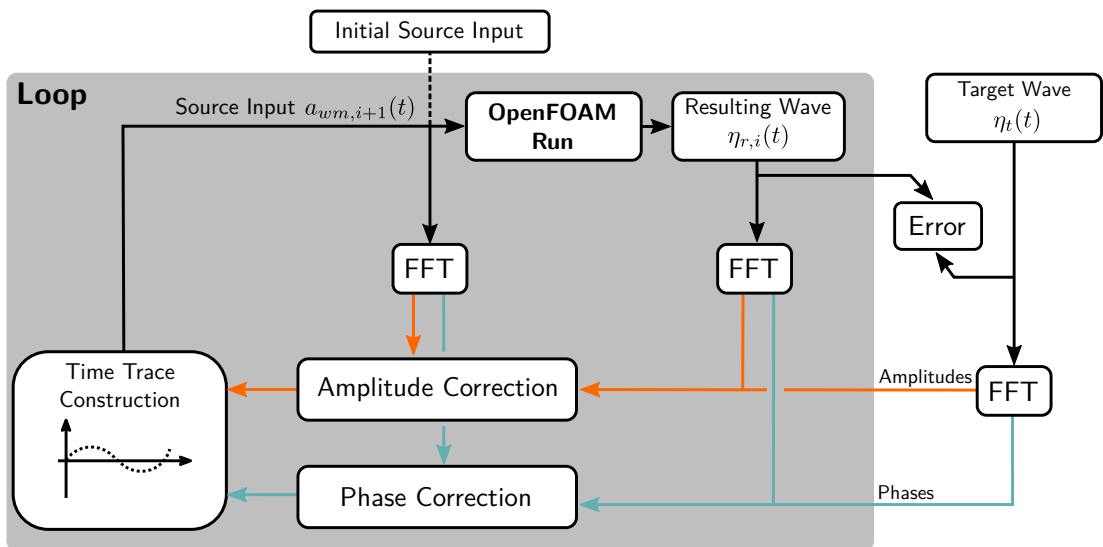 Initial Source Input
Loop
Source Input $a_{wm,i+1}(t)$
OpenFOAM
Run
Resulting Wave
$\eta_{r,i}(t)$
Target Wave
$\eta_t(t)$
Error
FFT
FFT
Time Trace
Construction
Amplitude Correction
Amplitudes
FFT
Phase Correction
Phases